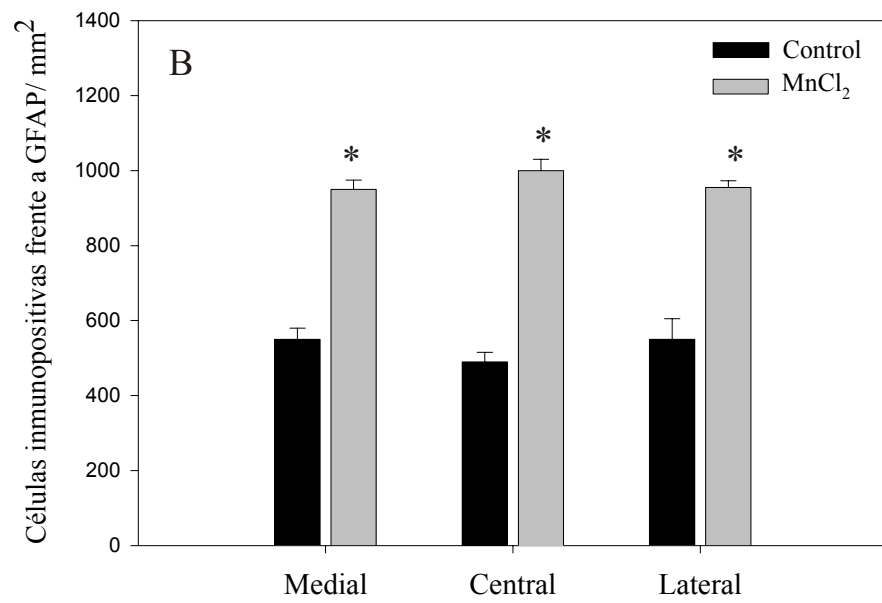 Células inmunopositivas frente a GFAP/ mm²
1400
1200
1000
800
600
400
200
0
B
Control
MnCl₂
*
*
*
Medial
Central
Lateral